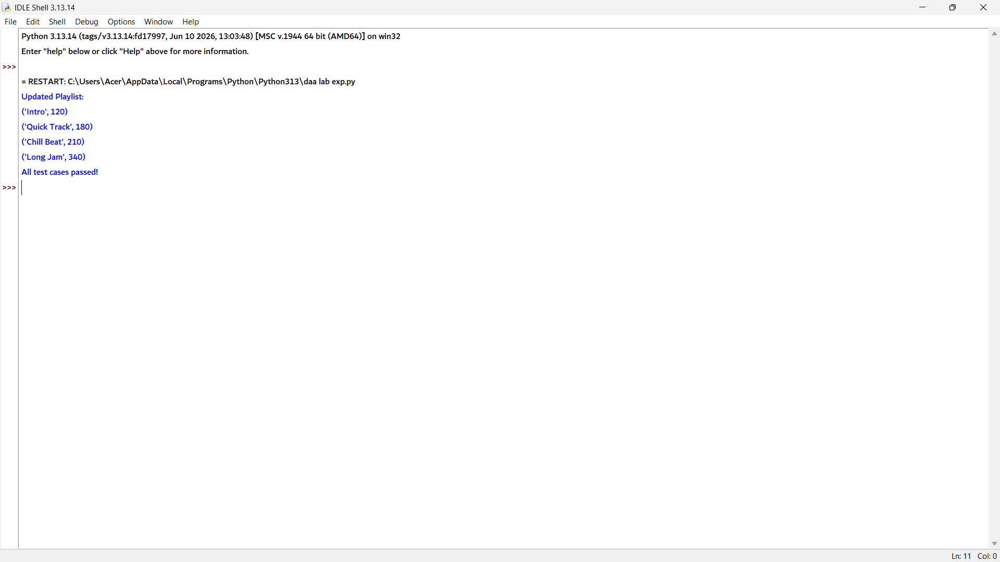 IDLE Shell 3.13.14
File Edit Shell Debug Options Window Help
Python 3.13.14 (tags/v3.13.14:fd17997, Jun 10 2026, 13:03:48) [MSC v.1944 64 bit (AMD64)] on win32
Enter "help" below or click "Help" above for more information.
>>>
= RESTART: C:\Users\Acer\AppData\Local\Programs\Python\Python313\daa lab exp.py
Updated Playlist:
('Intro', 120)
('Quick Track', 180)
('Chill Beat', 210)
('Long Jam', 340)
All test cases passed!
>>>
Ln: 11 Col: 0